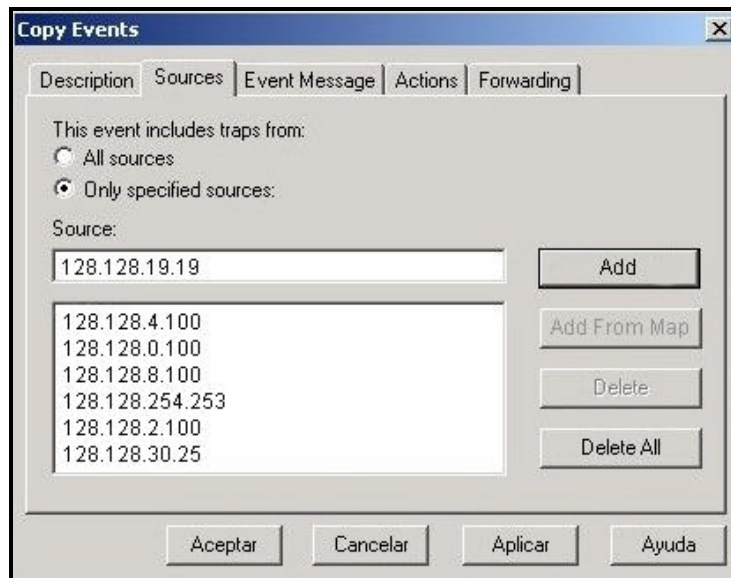 Copy Events
Description Sources Event Message Actions Forwarding
This event includes traps from:
All sources
Only specified sources:
Source:
128.128.19.19
Add
128.128.4.100
128.128.0.100
128.128.8.100
128.128.254.253
128.128.2.100
128.128.30.25
Add From Map
Delete
Delete All
Aceptar Cancelar Aplicar Ayuda